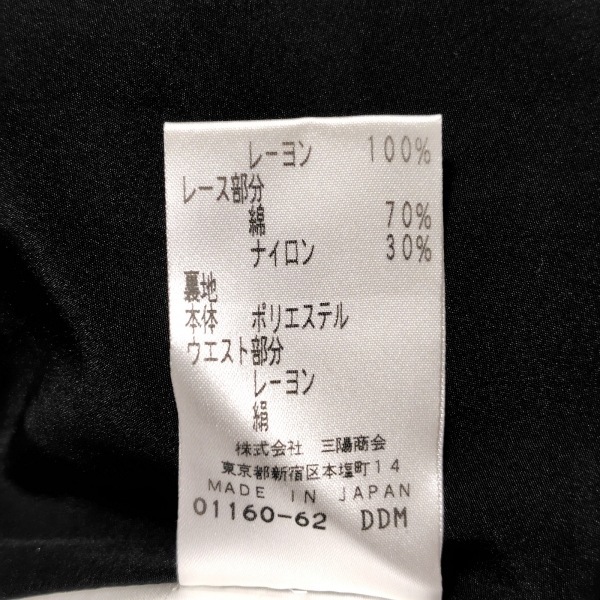 レーヨン 100%
レース部分
綿 70%
ナイロン 30%
裏地
本体 ポリエステル
ウエスト部分
レーヨン
絹
株式会社 三陽商会
東京都新宿区本塩町14
MADE IN JAPAN
01160-62 DDM